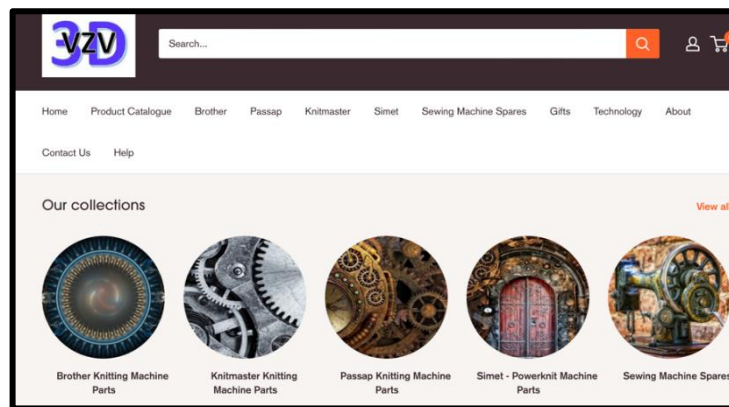 3D VZV
Search...
Home Product Catalogue Brother Passap Knitmaster Simet Sewing Machine Spares Gifts Technology About
Contact Us Help
Our collections View all
Brother Knitting Machine Parts
Knitmaster Knitting Machine Parts
Passap Knitting Machine Parts
Simet - Powerknit Machine Parts
Sewing Machine Spares